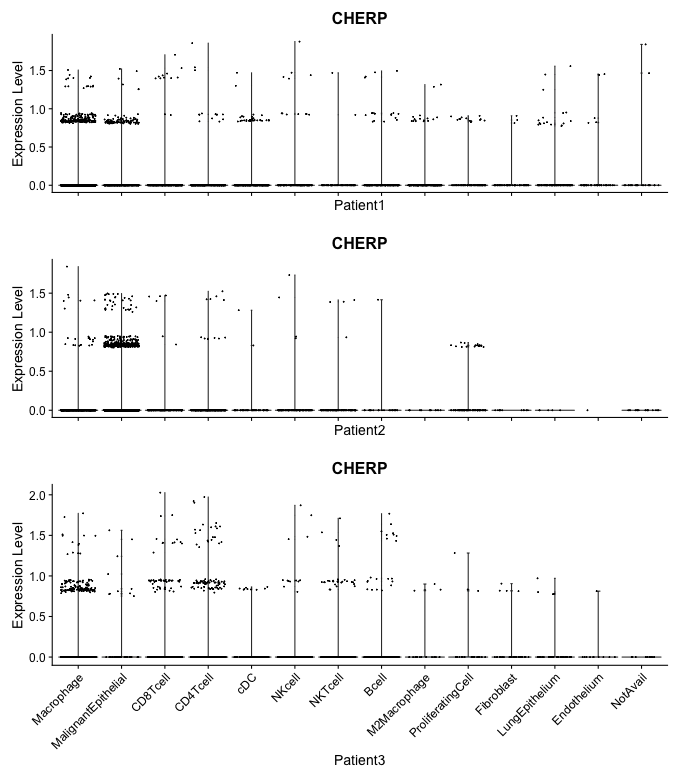 CHERP
Expression Level
1.5
1.0
0.5
0.0
Patient1
CHERP
Expression Level
1.5
1.0
0.5
0.0
Patient2
CHERP
Expression Level
2.0
1.5
1.0
0.5
0.0
Macrophage
MalignantEpithelial
CD8Tcell
CD4Tcell
cDC
NKcell
NKTcell
Bcell
M2Macrophage
ProliferatingCell
Fibroblast
LungEpithelium
Endothelium
NotAvail
Patient3